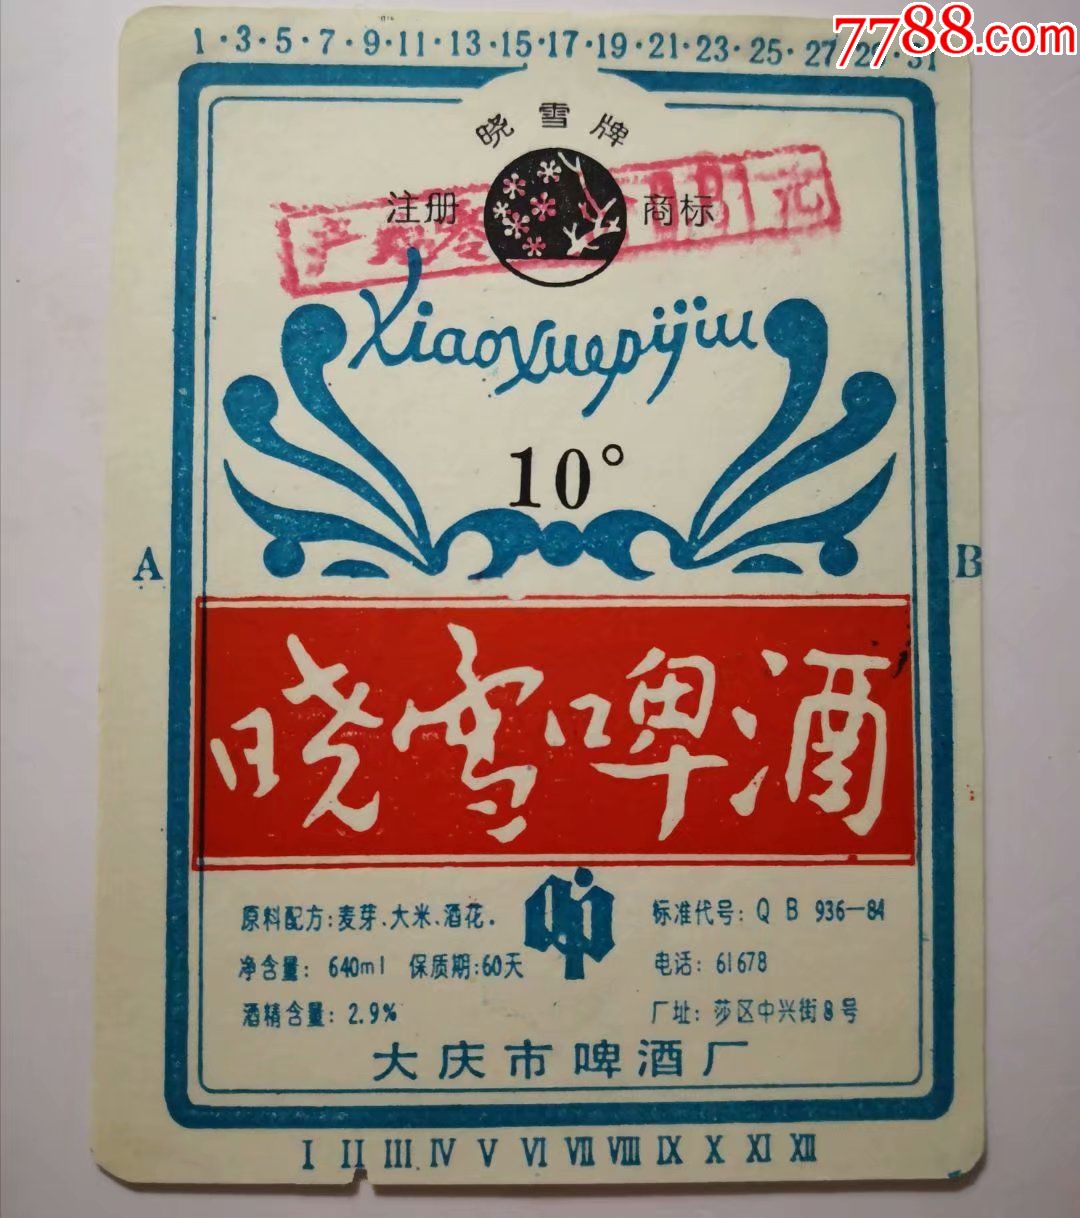 7788.com
1·3·5·7·9·11·13·15·17·19·21·23·25·27·29·31
晓雪牌
注册 商标
元
Xiaoxuepijiu
10°
A B
晓雪啤酒
原料配方:麦芽、大米、酒花.
净含量: 640ml 保质期:60天
酒精含量: 2.9%
标准代号: Q B 936-84
电话: 61678
厂址: 莎区中兴街8号
大庆市啤酒厂
I II III IV V VI VII VIII IX X XI XII